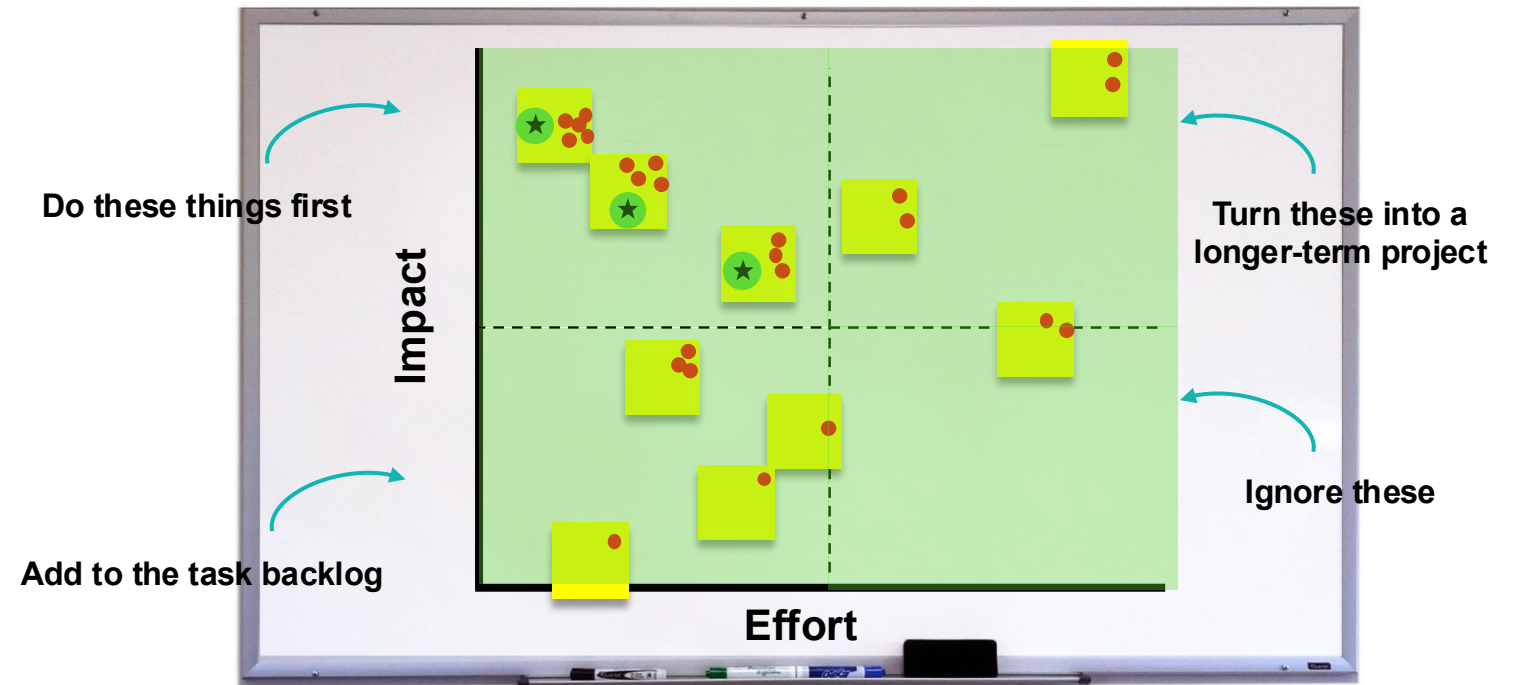 Do these things first
Turn these into a
longer-term project
Impact
Ignore these
Add to the task backlog
Effort